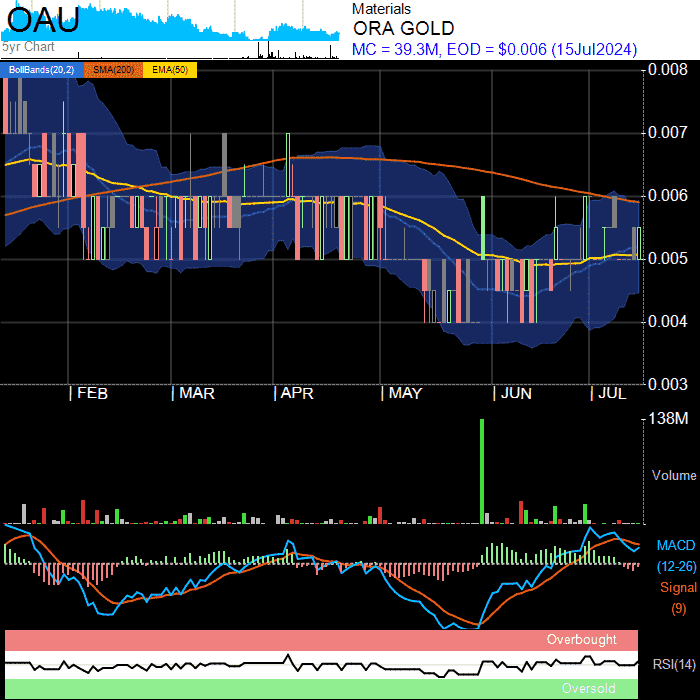 OAU
Materials
ORA GOLD
5yr Chart
MC = 39.3M, EOD = $0.006 (15Jul2024)
BollBands(20,2) SMA(200) EMA(50)
0.008
0.007
0.006
0.005
0.004
0.003
FEB MAR APR MAY JUN JUL
138M
Volume
MACD
(12-26)
Signal
(9)
Overbought
RSI(14)
Oversold